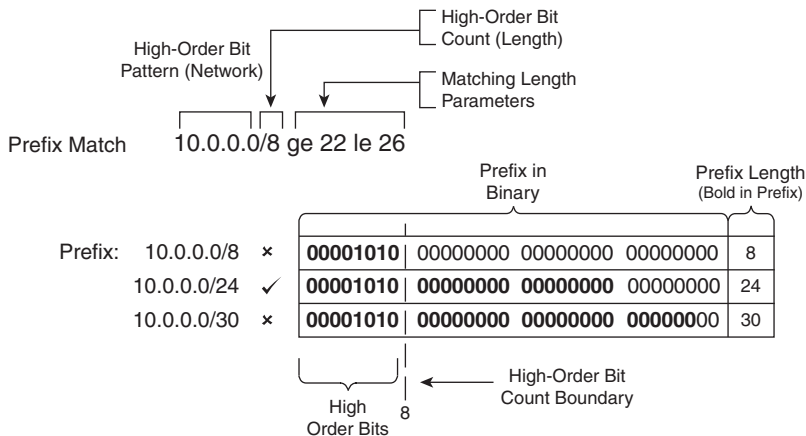 High-Order Bit
Count (Length)
High-Order Bit
Pattern (Network)
Matching Length
Parameters
Prefix Match 10.0.0.0/8 ge 22 le 26
Prefix in
Binary
Prefix Length
(Bold in Prefix)
Prefix: 10.0.0.0/8 × 00001010 00000000 00000000 00000000 8
10.0.0.0/24 ✓ 00001010 00000000 00000000 00000000 24
10.0.0.0/30 × 00001010 00000000 00000000 00000000 30
High
Order Bits
8
High-Order Bit
Count Boundary